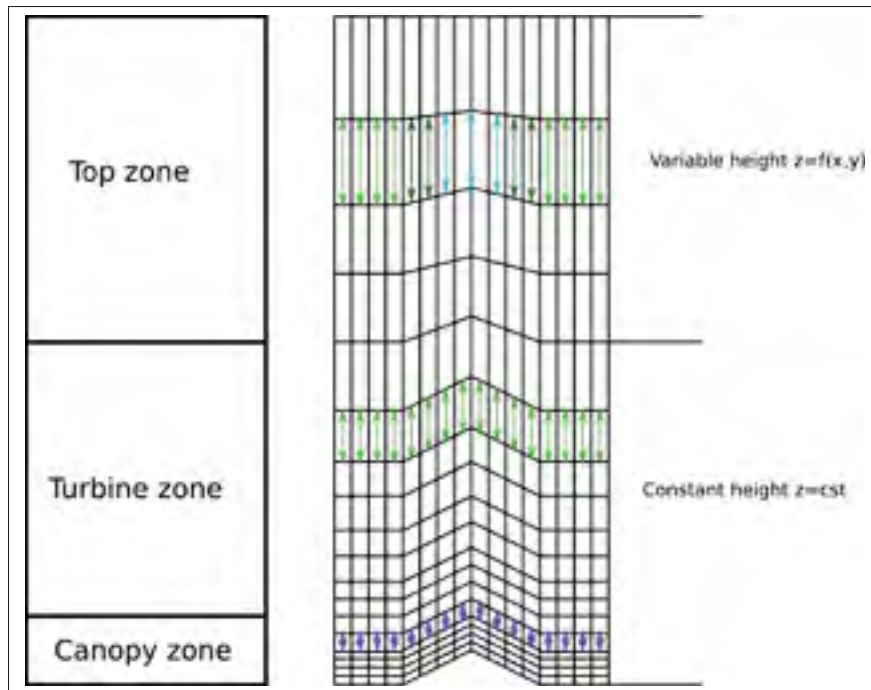 Top zone
Variable height z=f(x,y)
Turbine zone
Constant height z=cst
Canopy zone